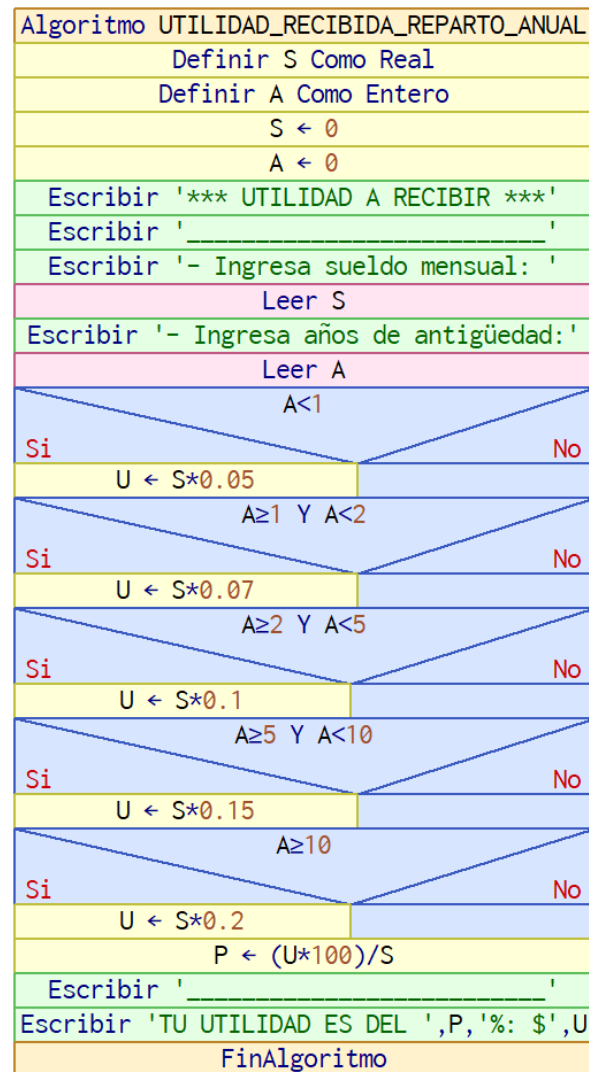 Algoritmo UTILIDAD_RECIBIDA_REPARTO_ANUAL
Definir S Como Real
Definir A Como Entero
S ← 0
A ← 0
Escribir '*** UTILIDAD A RECIBIR ***'
Escribir '__________________________'
Escribir '- Ingresa sueldo mensual: '
Leer S
Escribir '- Ingresa años de antigüedad:'
Leer A
A<1
Si No
U ← S*0.05
A≥1 Y A<2
Si No
U ← S*0.07
A≥2 Y A<5
Si No
U ← S*0.1
A≥5 Y A<10
Si No
U ← S*0.15
A≥10
Si No
U ← S*0.2
P ← (U*100)/S
Escribir '__________________________'
Escribir 'TU UTILIDAD ES DEL ',P,'%: $',U
FinAlgoritmo